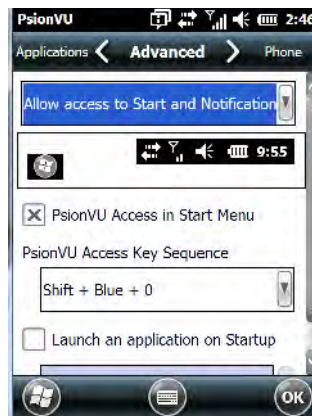 PsionVU 2:46
Applications Advanced Phone
Allow access to Start and Notification
9:55
PsionVU Access in Start Menu
PsionVU Access Key Sequence
Shift + Blue + 0
Launch an application on Startup
OK